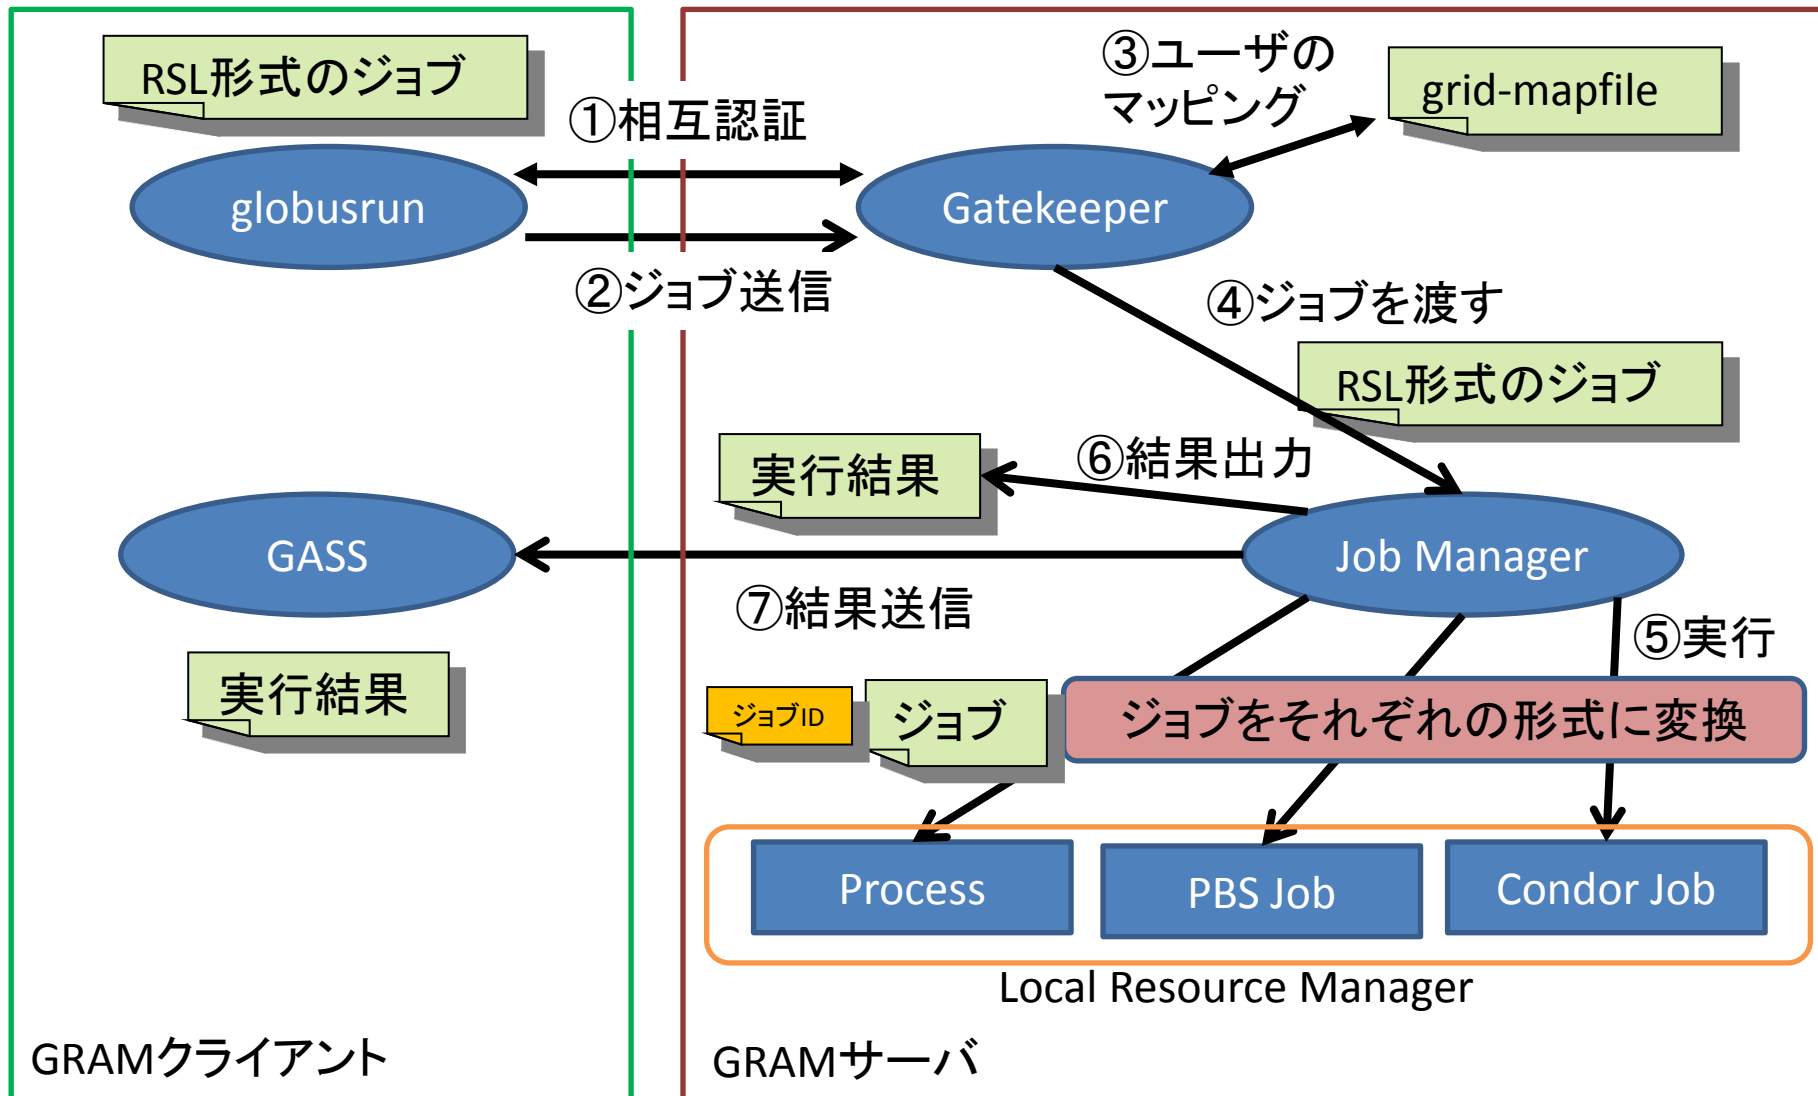 RSL形式のジョブ
①相互認証
③ユーザの
マッピング
grid-mapfile
globusrun
Gatekeeper
②ジョブ送信
④ジョブを渡す
RSL形式のジョブ
⑥結果出力
実行結果
GASS
Job Manager
⑦結果送信
⑤実行
実行結果
ジョブID
ジョブ
ジョブをそれぞれの形式に変換
Process
PBS Job
Condor Job
Local Resource Manager
GRAMクライアント
GRAMサーバ